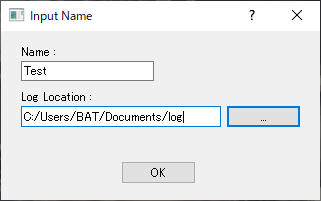 Input Name
?
Name :
Test
Log Location :
C:/Users/BAT/Documents/log
...
OK